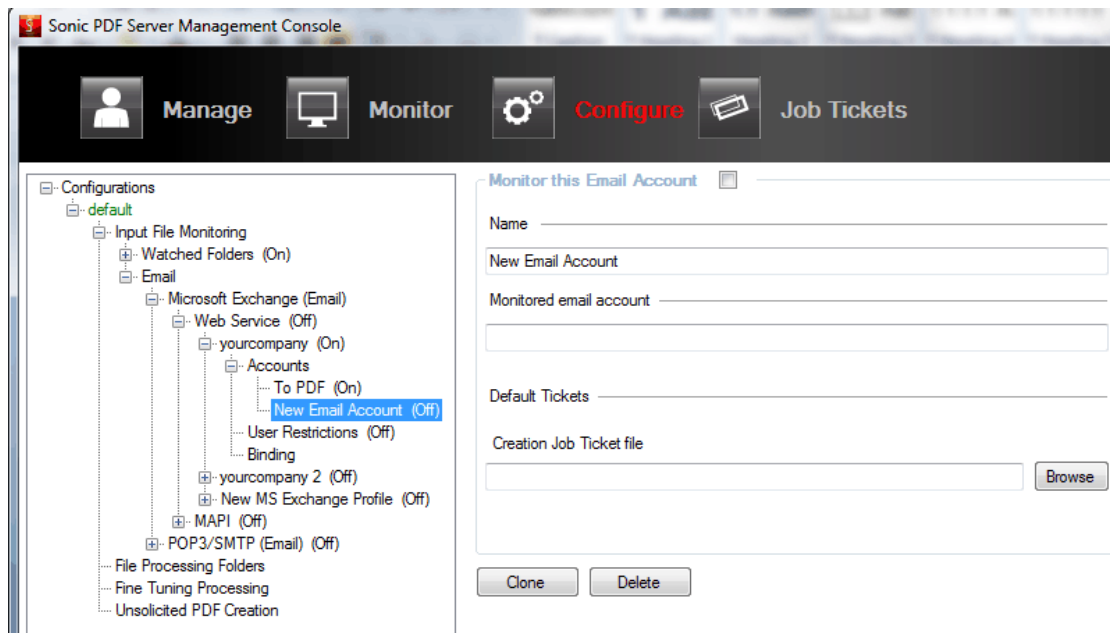 Sonic PDF Server Management Console
Manage
Monitor
Configure
Job Tickets
Configurations
default
Input File Monitoring
Watched Folders (On)
Email
Microsoft Exchange (Email)
Web Service (Off)
yourcompany (On)
Accounts
To PDF (On)
New Email Account (Off)
User Restrictions (Off)
Binding
yourcompany 2 (Off)
New MS Exchange Profile (Off)
MAPI (Off)
POP3/SMTP (Email) (Off)
File Processing Folders
Fine Tuning Processing
Unsolicited PDF Creation
Monitor this Email Account
Name
New Email Account
Monitored email account
Default Tickets
Creation Job Ticket file
Browse
Clone
Delete